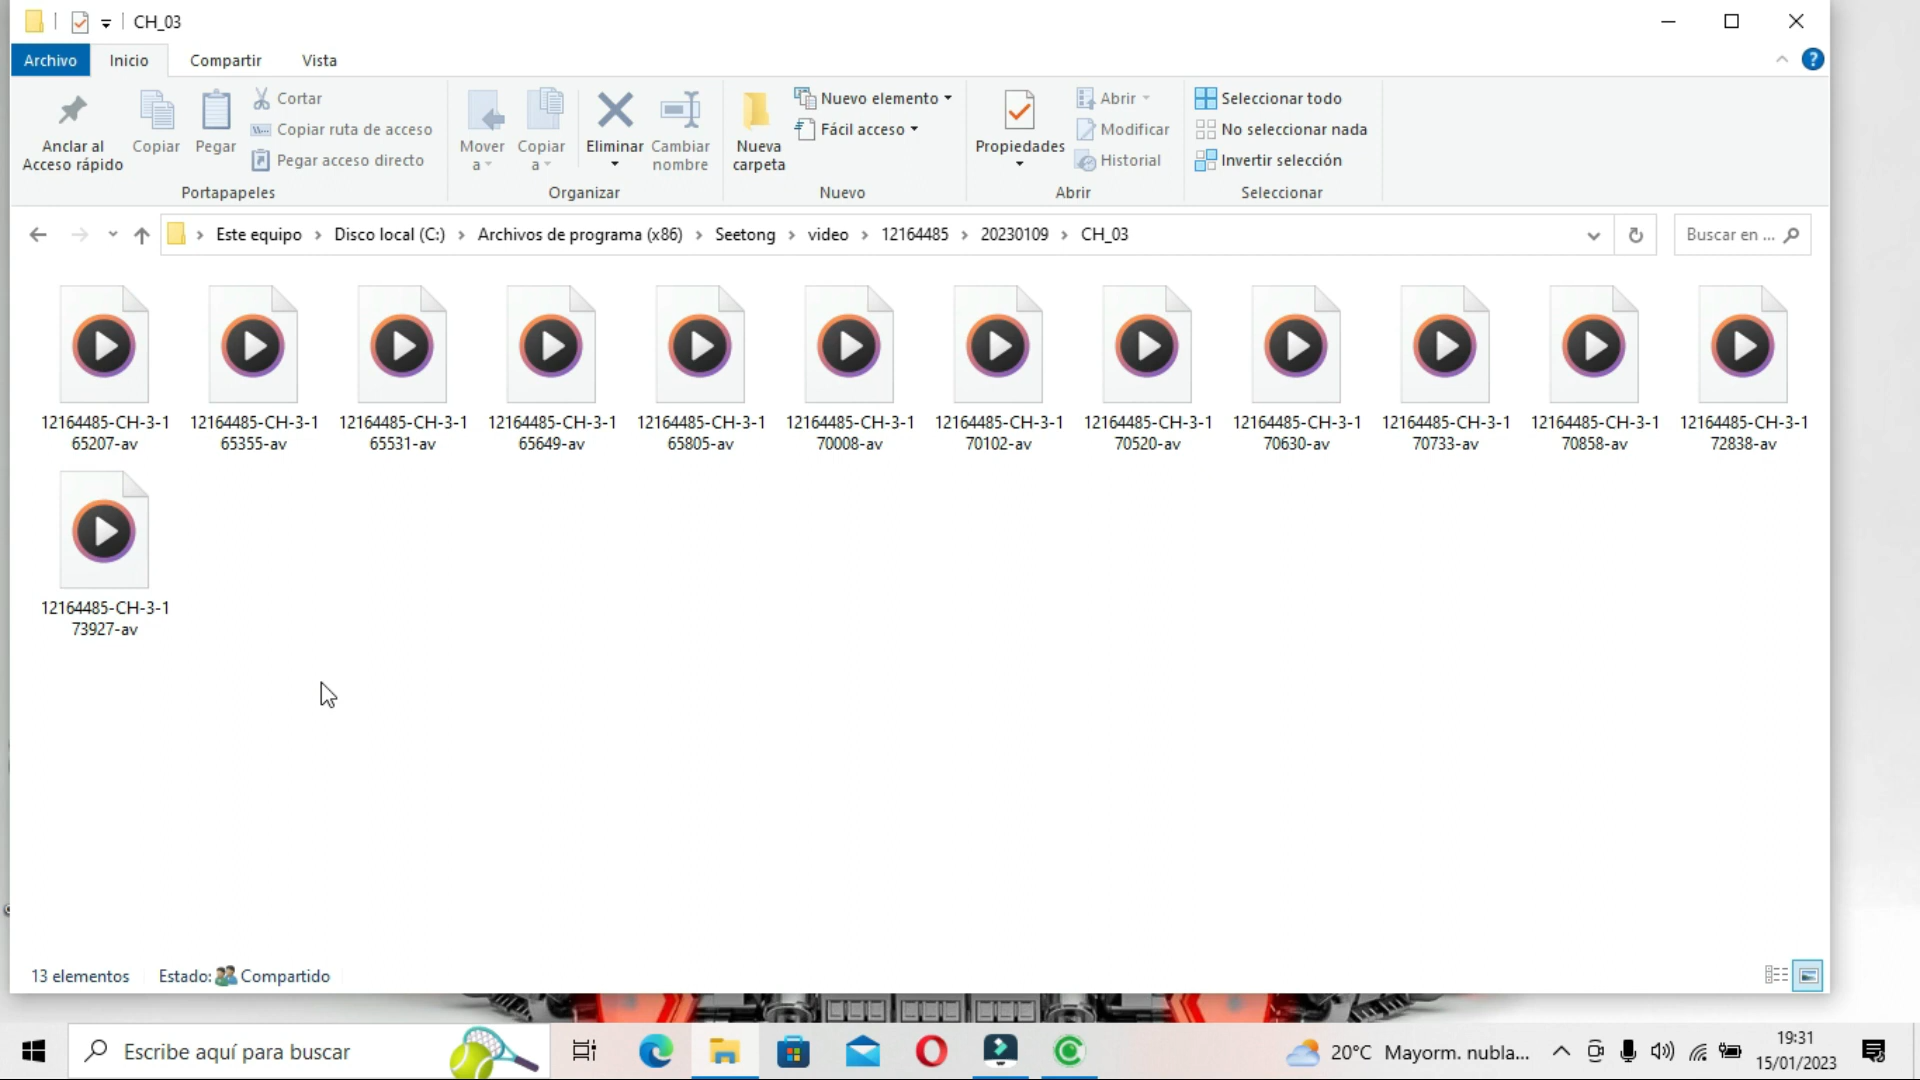 CH_03
Archivo Inicio Compartir Vista
Anclar al
Acceso rápido
Copiar
Pegar
Cortar
Copiar ruta de acceso
Pegar acceso directo
Portapapeles
Mover
a
Copiar
a
Eliminar
Cambiar
nombre
Organizar
Nueva
carpeta
Nuevo elemento
Fácil acceso
Nuevo
Propiedades
Abrir
Modificar
Historial
Abrir
Seleccionar todo
No seleccionar nada
Invertir selección
Seleccionar
Este equipo > Disco local (C:) > Archivos de programa (x86) > Seetong > video > 12164485 > 20230109 > CH_03
Buscar en ...
12164485-CH-3-1
65207-av
12164485-CH-3-1
65355-av
12164485-CH-3-1
65531-av
12164485-CH-3-1
65649-av
12164485-CH-3-1
65805-av
12164485-CH-3-1
70008-av
12164485-CH-3-1
70102-av
12164485-CH-3-1
70520-av
12164485-CH-3-1
70630-av
12164485-CH-3-1
70733-av
12164485-CH-3-1
70858-av
12164485-CH-3-1
72838-av
12164485-CH-3-1
73927-av
13 elementos Estado: Compartido
Escribe aquí para buscar
20°C Mayorm. nubla...
19:31
15/01/2023